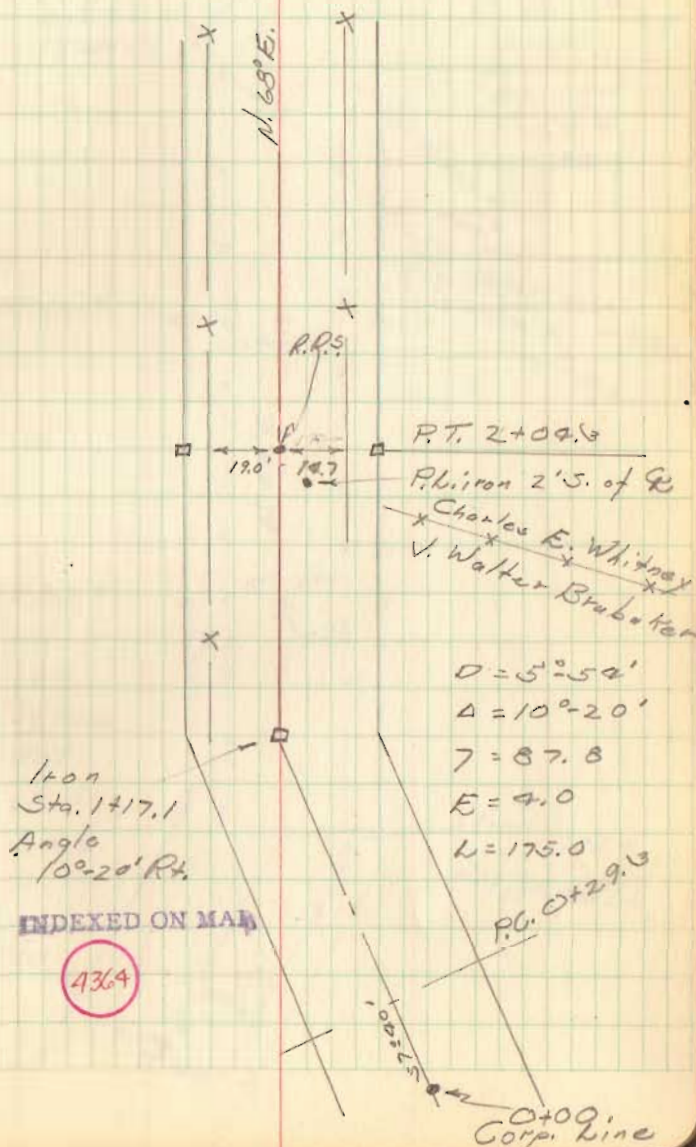 N. 68° E.
R.R.S
19.0' 14.7
P.T. 2+04.3
P.L. iron 2' S. of ℄
Charles E. Whitney
V. Walter Brubaker
D = 5°-54'
Δ = 10°-20'
T = 87.8
E = 4.0
L = 175.0
Iron
Sta. 1+17.1
Angle
10°-20' Rt.
P.C. 0+29.3
INDEXED ON MAP
4364
57°40'
0+00
Corp. Line